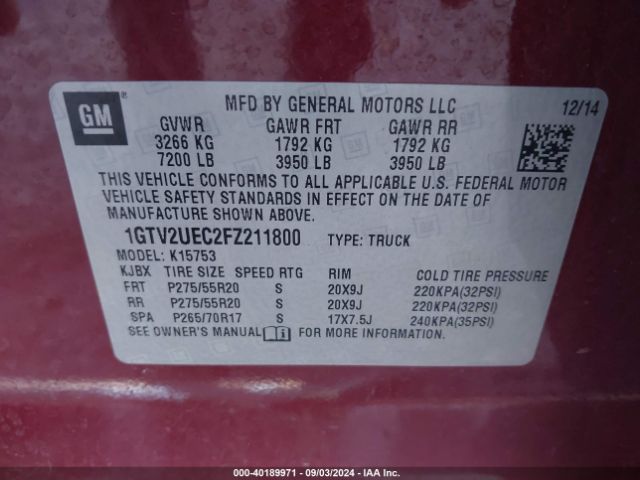 GM
MFD BY GENERAL MOTORS LLC 12/14
GVWR GAWR FRT GAWR RR
3266 KG 1792 KG 1792 KG
7200 LB 3950 LB 3950 LB
THIS VEHICLE CONFORMS TO ALL APPLICABLE U.S. FEDERAL MOTOR
VEHICLE SAFETY STANDARDS IN EFFECT ON THE DATE OF
MANUFACTURE SHOWN ABOVE.
1GTV2UEC2FZ211800 TYPE: TRUCK
MODEL: K15753
KJBX TIRE SIZE SPEED RTG RIM COLD TIRE PRESSURE
FRT P275/55R20 S 20X9J 220KPA(32PSI)
RR P275/55R20 S 20X9J 220KPA(32PSI)
SPA P265/70R17 S 17X7.5J 240KPA(35PSI)
SEE OWNER'S MANUAL FOR MORE INFORMATION.
000-40189971 - 09/03/2024 - IAA Inc.